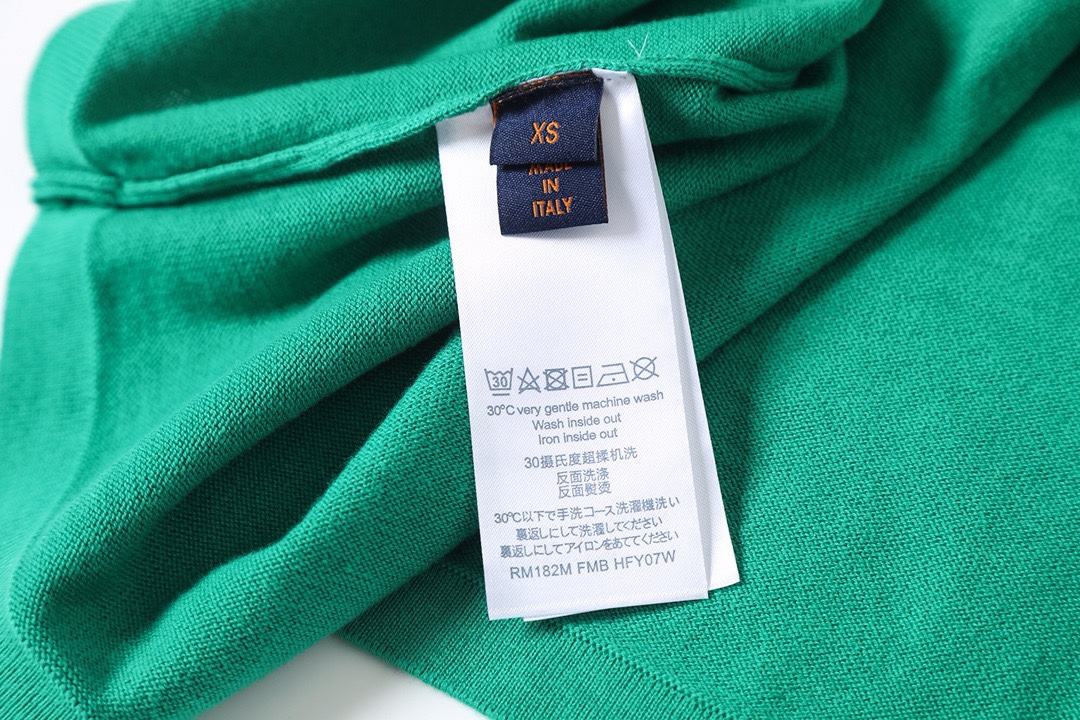 XS
MADE
IN
ITALY
30
30°C very gentle machine wash
Wash inside out
Iron inside out
30摄氏度超揉机洗
反面洗涤
反面熨烫
30℃以下で手洗コース洗濯機洗い
裏返しにして洗濯してください
裏返しにしてアイロンをあててください
RM182M FMB HFY07W